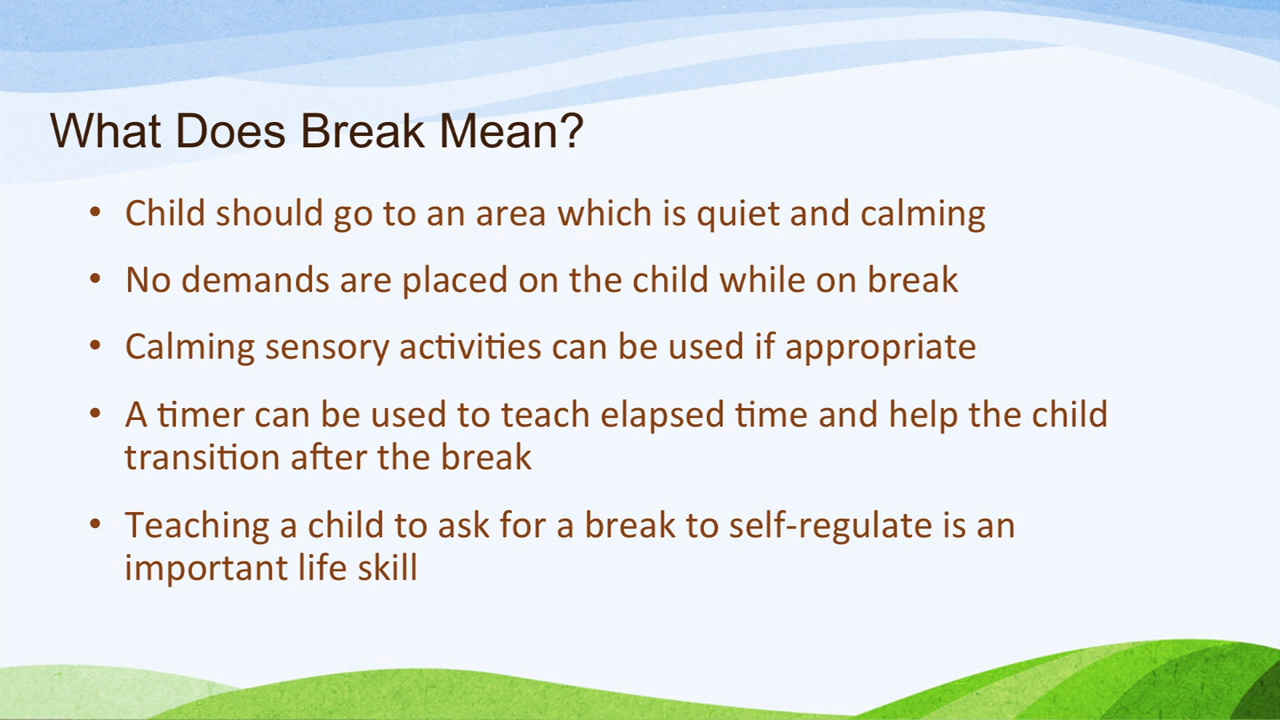 What Does Break Mean?
• Child should go to an area which is quiet and calming
• No demands are placed on the child while on break
• Calming sensory activities can be used if appropriate
• A timer can be used to teach elapsed time and help the child
transition after the break
• Teaching a child to ask for a break to self-regulate is an
important life skill